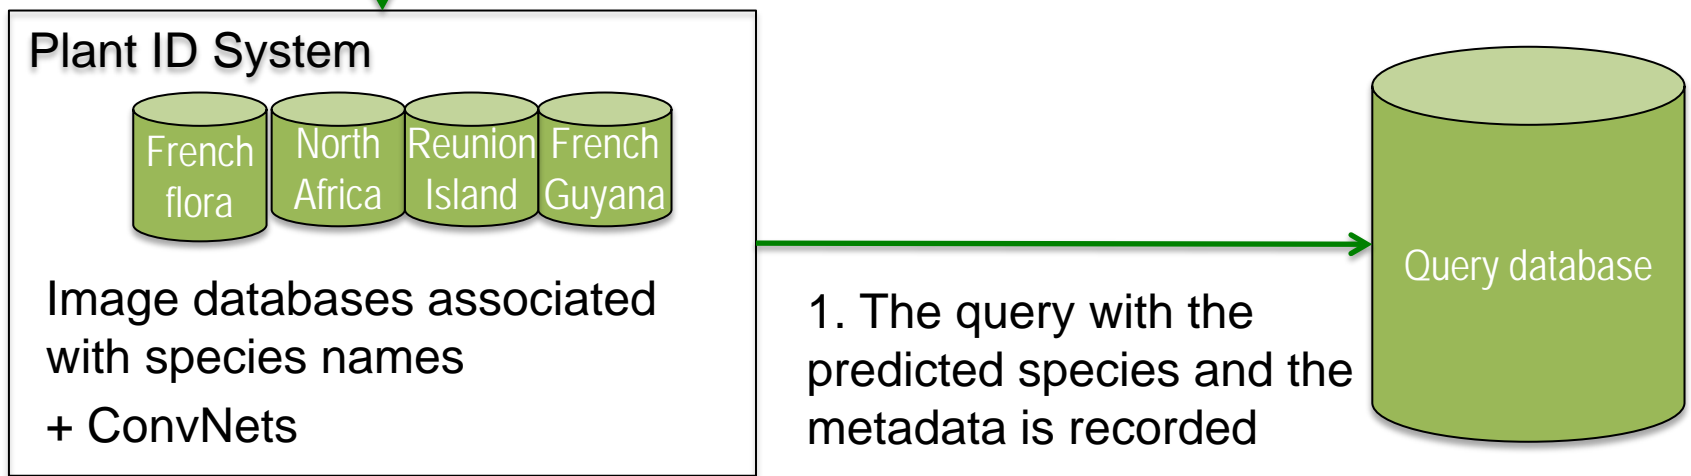 Plant ID System
French
flora
North
Africa
Reunion
Island
French
Guyana
Image databases associated
with species names
+ ConvNets
1. The query with the
predicted species and the
metadata is recorded
Query database